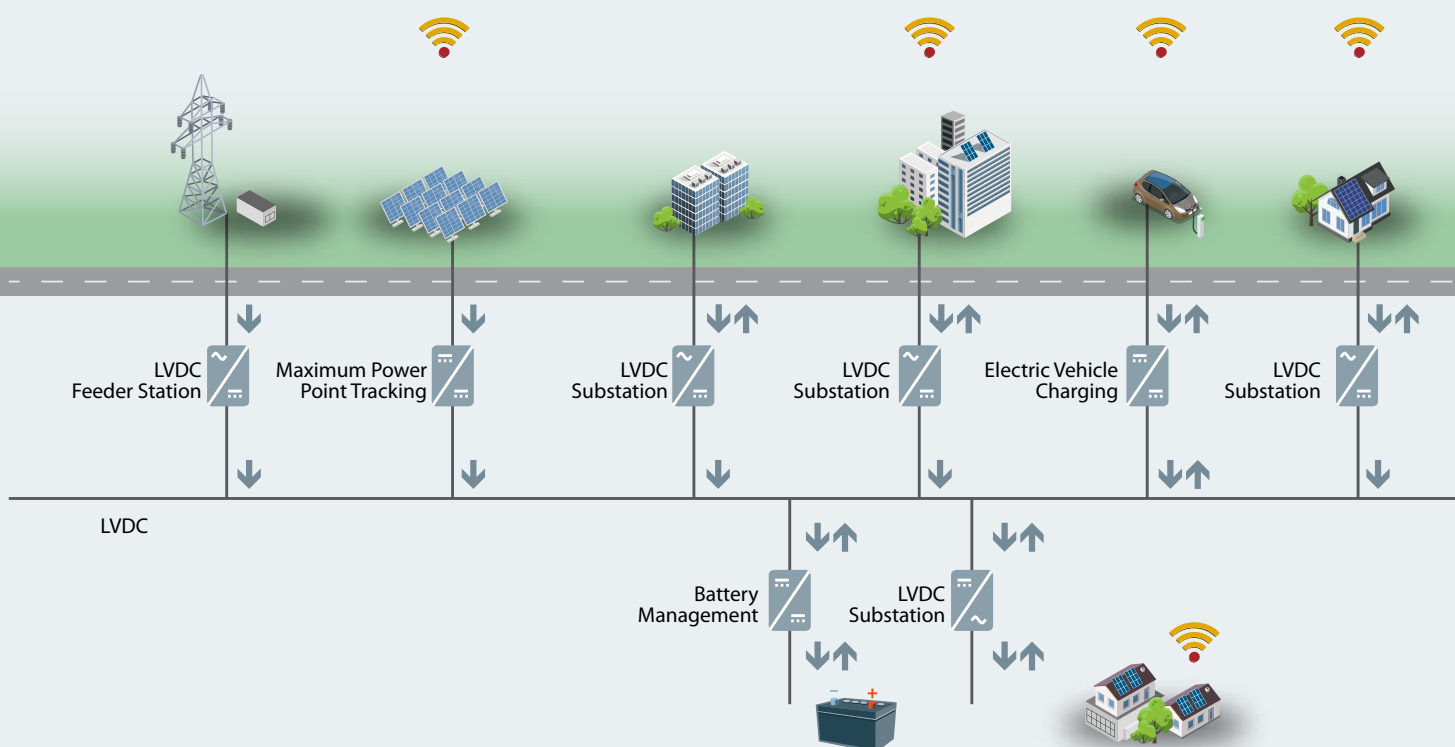 LVDC
Feeder Station
Maximum Power
Point Tracking
LVDC
Substation
LVDC
Substation
Electric Vehicle
Charging
LVDC
Substation
LVDC
Battery
Management
LVDC
Substation